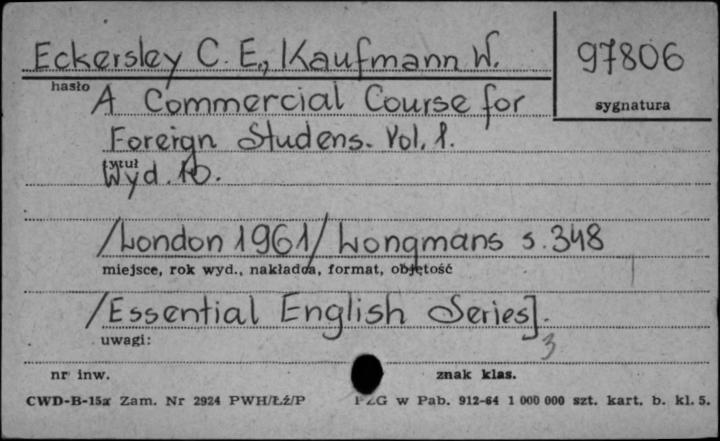 Eckersley C. E., Kaufmann W.
97806
hasło
sygnatura
A Commercial Course for
Foreign Studens. Vol. 1.
tytuł
Wyd. 10.
/London 1961/ Longmans s. 348
miejsce, rok wyd., nakładca, format, objętość
/Essential English Series].
uwagi:
3
nr inw.
znak klas.
CWD-B-15a Zam. Nr 2924 PWH/Łź/P
PZG w Pab. 912-64 1 000 000 szt. kart. b. kl. 5.